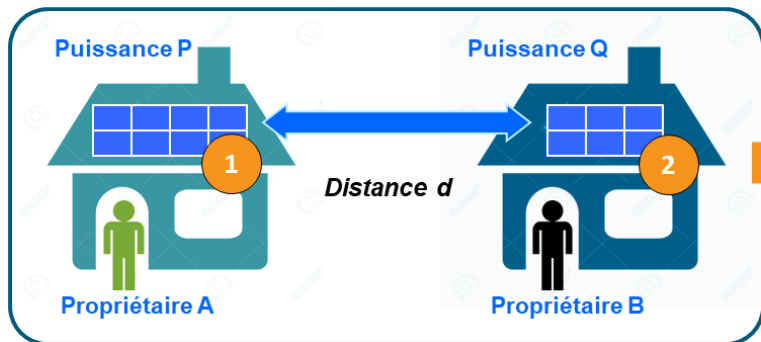 Puissance P
Puissance Q
1
2
Distance d
Propriétaire A
Propriétaire B